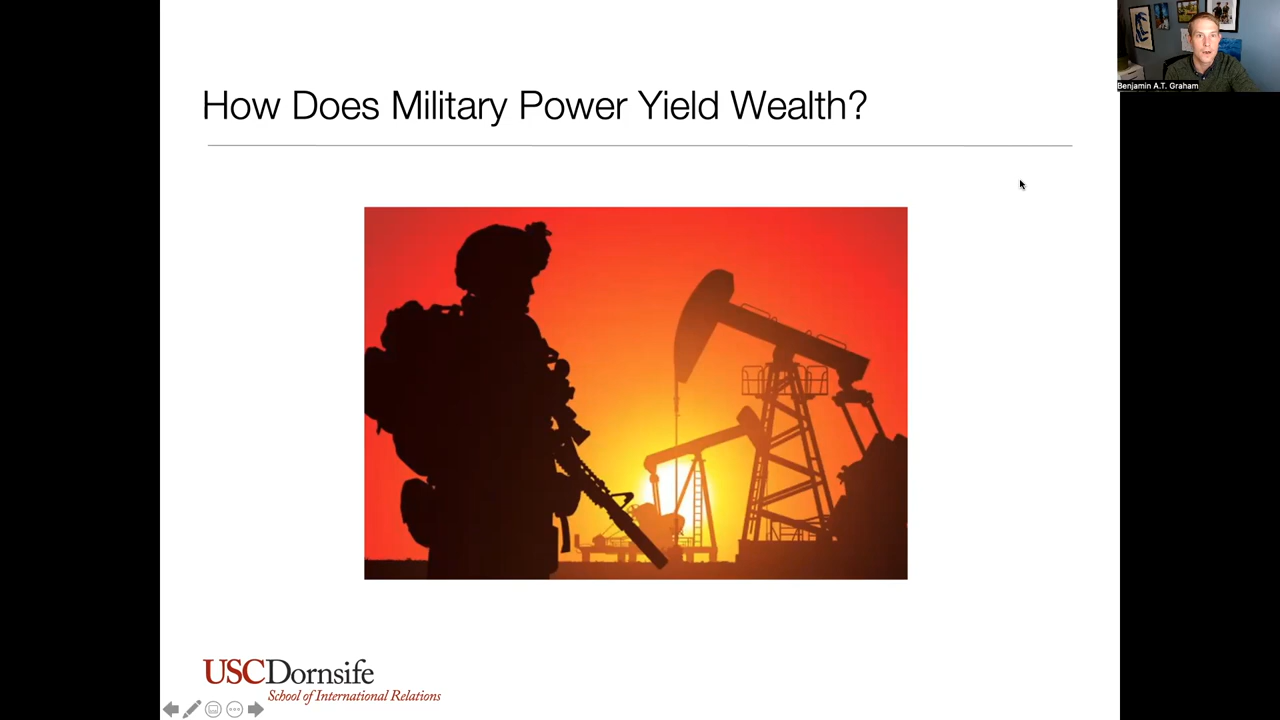 How Does Military Power Yield Wealth?
Benjamin A.T. Graham
USCDornsife
School of International Relations